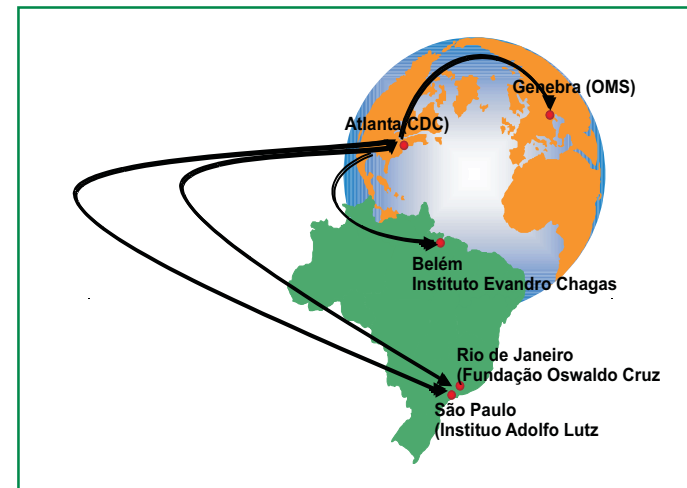 Genebra (OMS)
Atlanta(CDC)
Belém
Instituto Evandro Chagas
Rio de Janeiro
(Fundação Oswaldo Cruz
São Paulo
(Instituo Adolfo Lutz